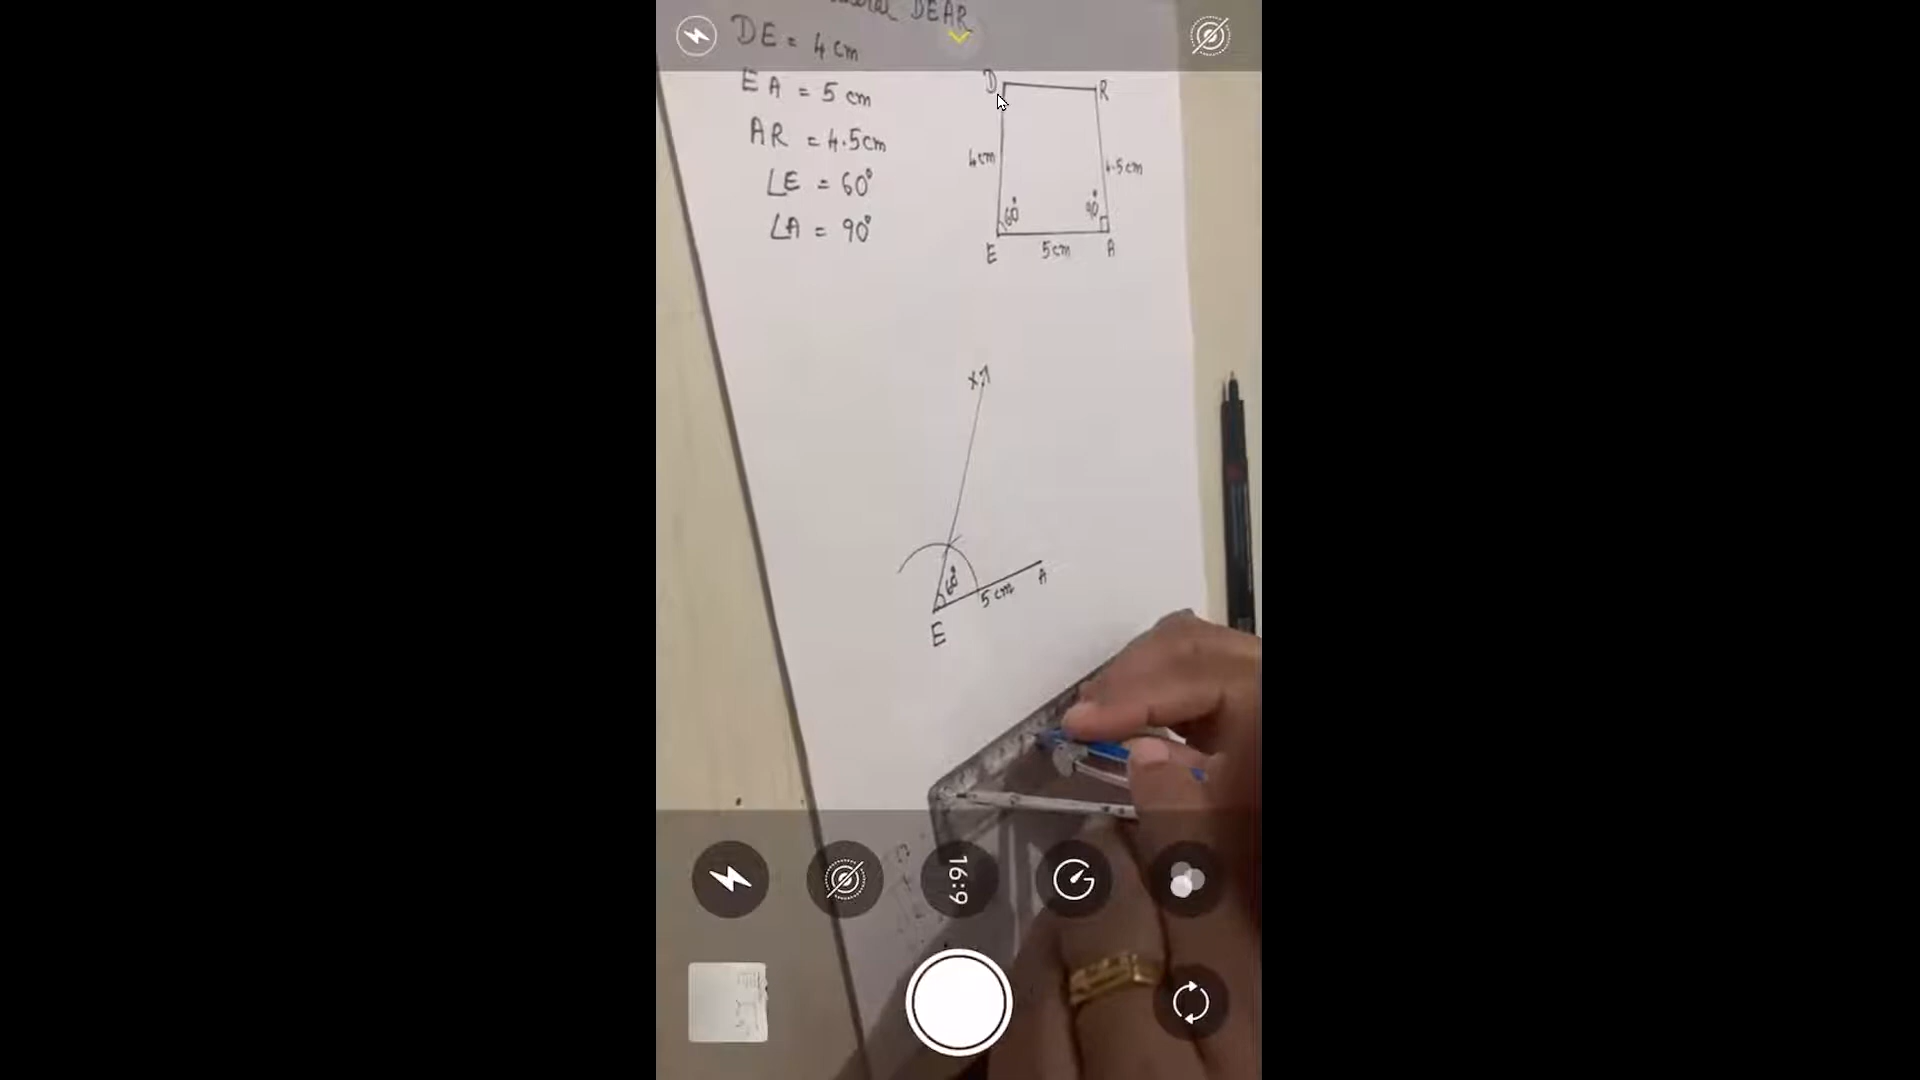 DEAR
DE = 4 cm
EA = 5 cm
AR = 4.5cm
∠E = 60°
∠A = 90°
D
R
4cm
4.5cm
60°
90°
E
5cm
A
X
60°
5 cm
A
E
16:9